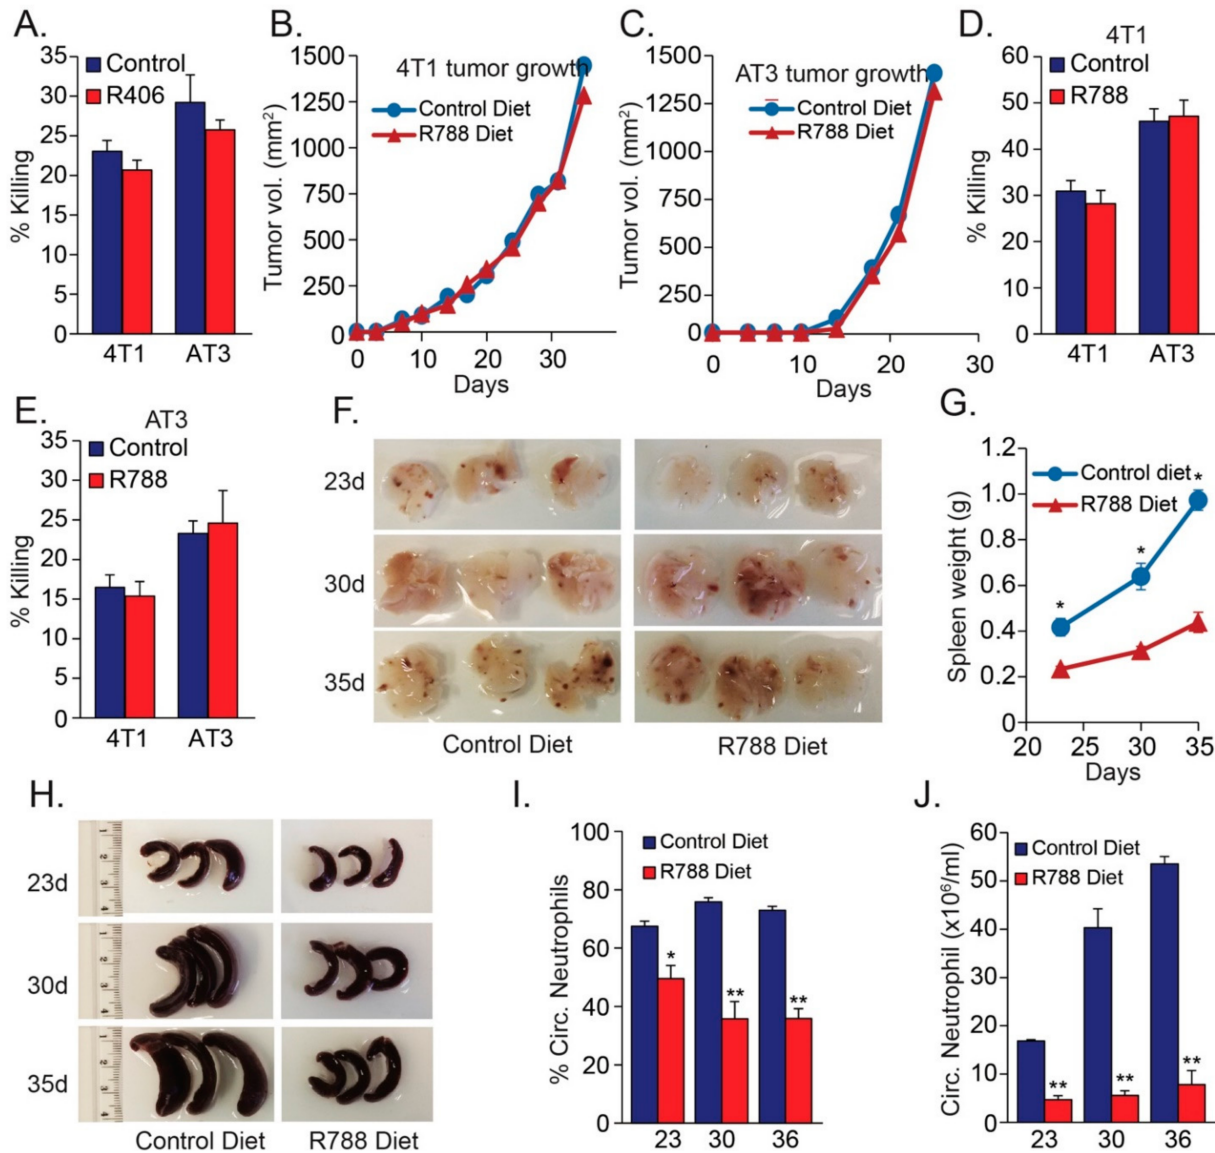 A.
% Killing
35
30
25
20
15
10
5
0
Control
R406
4T1 AT3
B.
Tumor vol. (mm2)
1500
1250
1000
750
500
250
0
4T1 tumor growth
Control Diet
R788 Diet
0 10 20 30
Days
C.
Tumor vol. (mm2)
1500
1250
1000
750
500
250
0
AT3 tumor growth
Control Diet
R788 Diet
0 10 20 30
Days
D.
4T1
% Killing
60
50
40
30
20
10
0
Control
R788
4T1 AT3
E.
AT3
% Killing
35
30
25
20
15
10
5
0
Control
R788
4T1 AT3
F.
23d
30d
35d
Control Diet R788 Diet
G.
Spleen weight (g)
1.2
1.0
0.8
0.6
0.4
0.2
0
Control diet
R788 Diet
* * *
20 25 30 35
Days
H.
23d
30d
35d
Control Diet R788 Diet
I.
% Circ. Neutrophils
100
80
60
40
20
0
Control Diet
R788 Diet
* ** **
23 30 36
J.
Circ. Neutrophil (x106/ml)
60
50
40
30
20
10
0
Control Diet
R788 Diet
** ** **
23 30 36